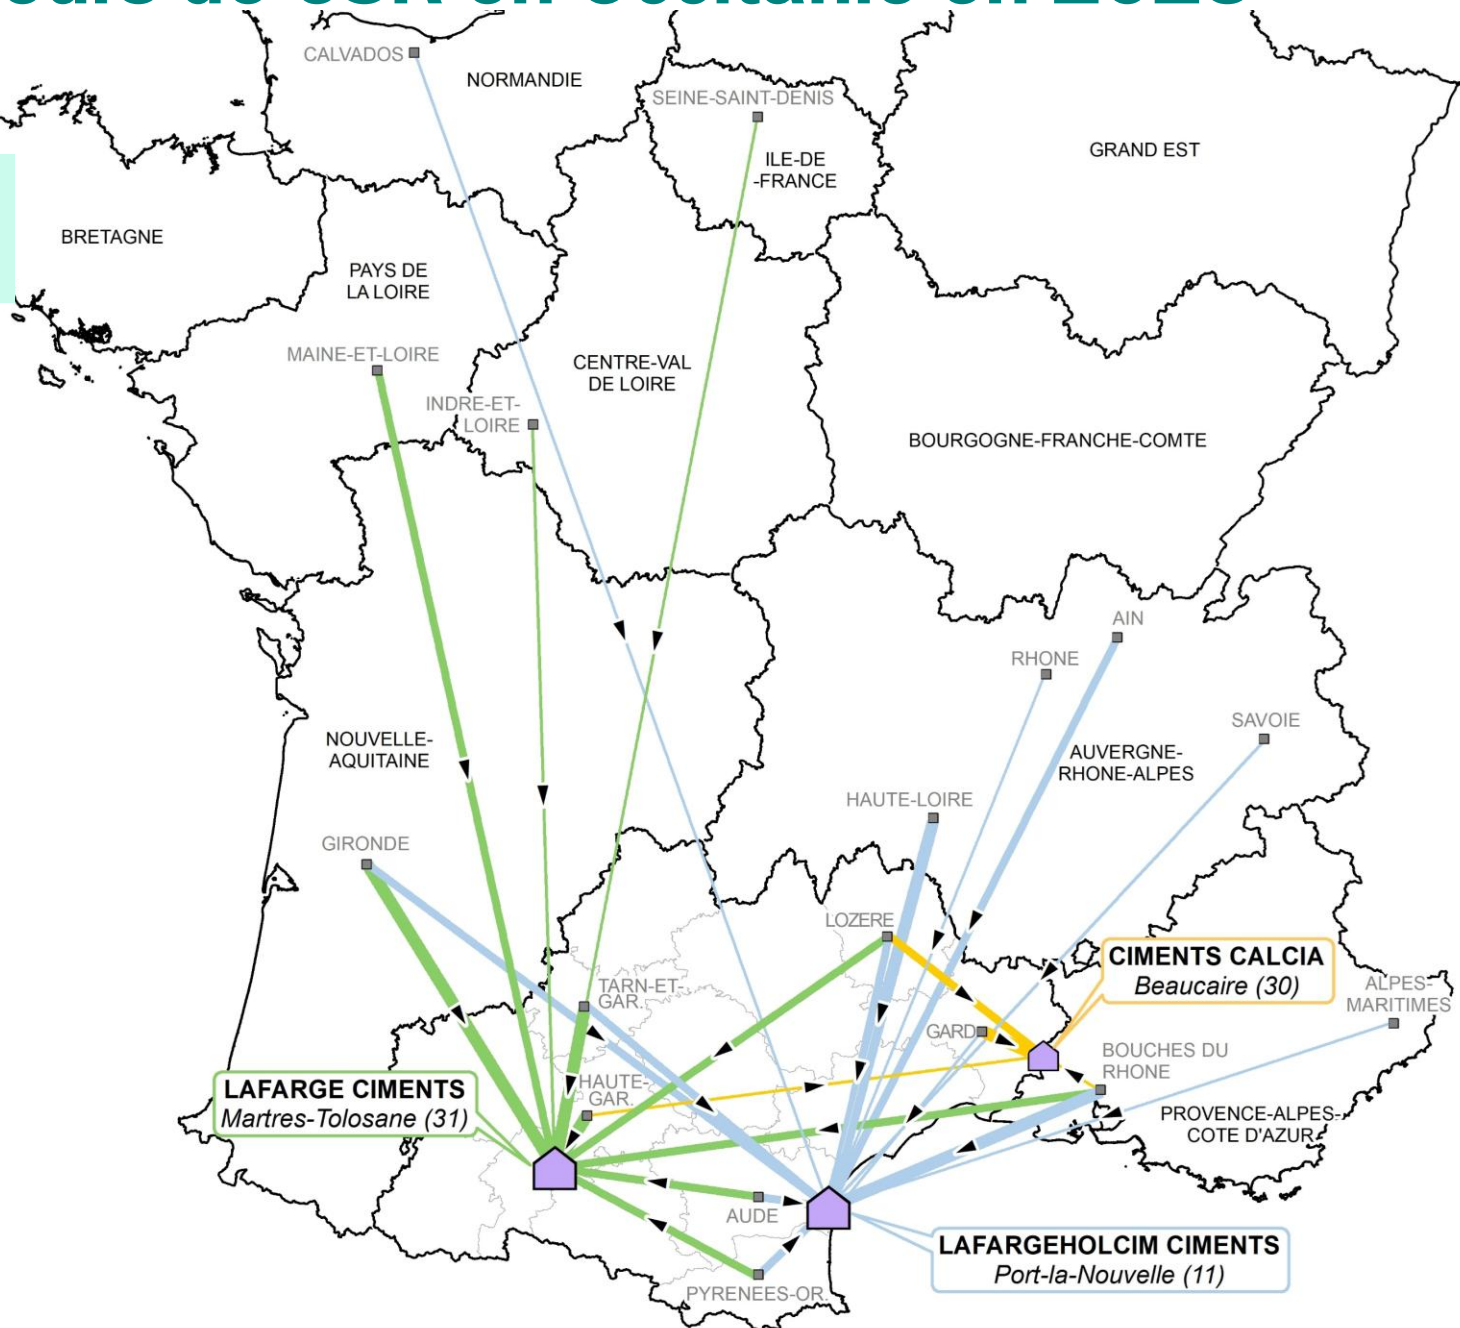 CALVADOS
NORMANDIE
SEINE-SAINT-DENIS
GRAND EST
ILE-DE
-FRANCE
BRETAGNE
PAYS DE
LA LOIRE
MAINE-ET-LOIRE
CENTRE-VAL
DE LOIRE
INDRE-ET-
LOIRE
BOURGOGNE-FRANCHE-COMTE
AIN
RHONE
SAVOIE
NOUVELLE-
AQUITAINE
AUVERGNE-
RHONE-ALPES
HAUTE-LOIRE
GIRONDE
LOZERE
CIMENTS CALCIA
Beaucaire (30)
TARN-ET-
GAR.
ALPES-
MARITIMES
GARD
BOUCHES DU
RHONE
HAUTE-
GAR.
LAFARGE CIMENTS
Martres-Tolosane (31)
PROVENCE-ALPES-
COTE D'AZUR
AUDE
LAFARGEHOLCIM CIMENTS
Port-la-Nouvelle (11)
PYRENEES-OR.